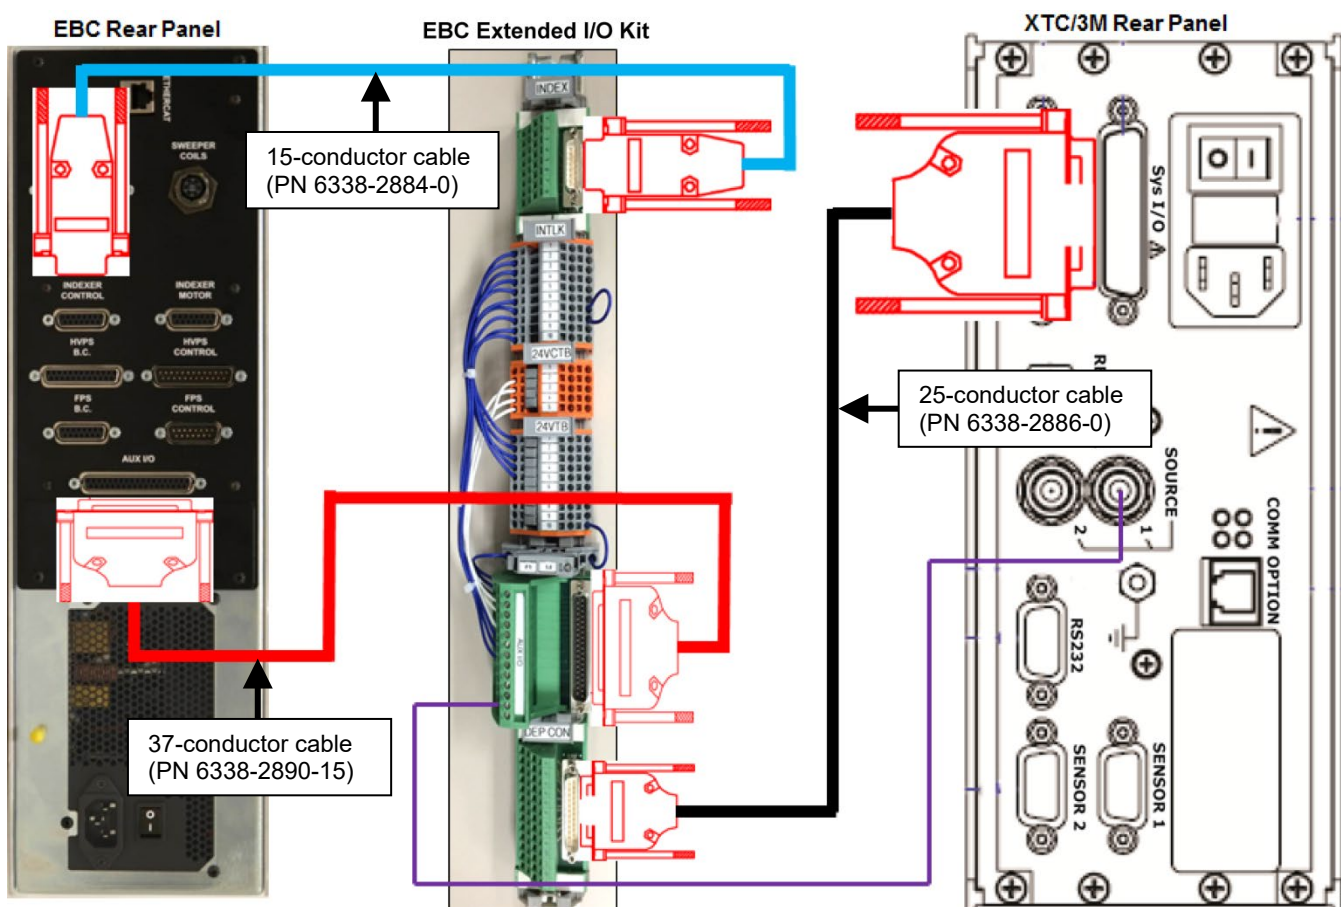 EBC Rear Panel
EBC Extended I/O Kit
XTC/3M Rear Panel
ETHERCAT
SWEEPER
COILS
INDEXER
CONTROL
INDEXER
MOTOR
HVPS
B.C.
HVPS
CONTROL
FPS
B.C.
FPS
CONTROL
AUX I/O
15-conductor cable
(PN 6338-2884-0)
37-conductor cable
(PN 6338-2890-15)
INDEX
INTLK
24VCTB
24VTB
I/O
AUX I/O
DEP CON
25-conductor cable
(PN 6338-2886-0)
Sys I/O
SOURCE
2
1
COMM OPTION
RS232
SENSOR 2
SENSOR 1